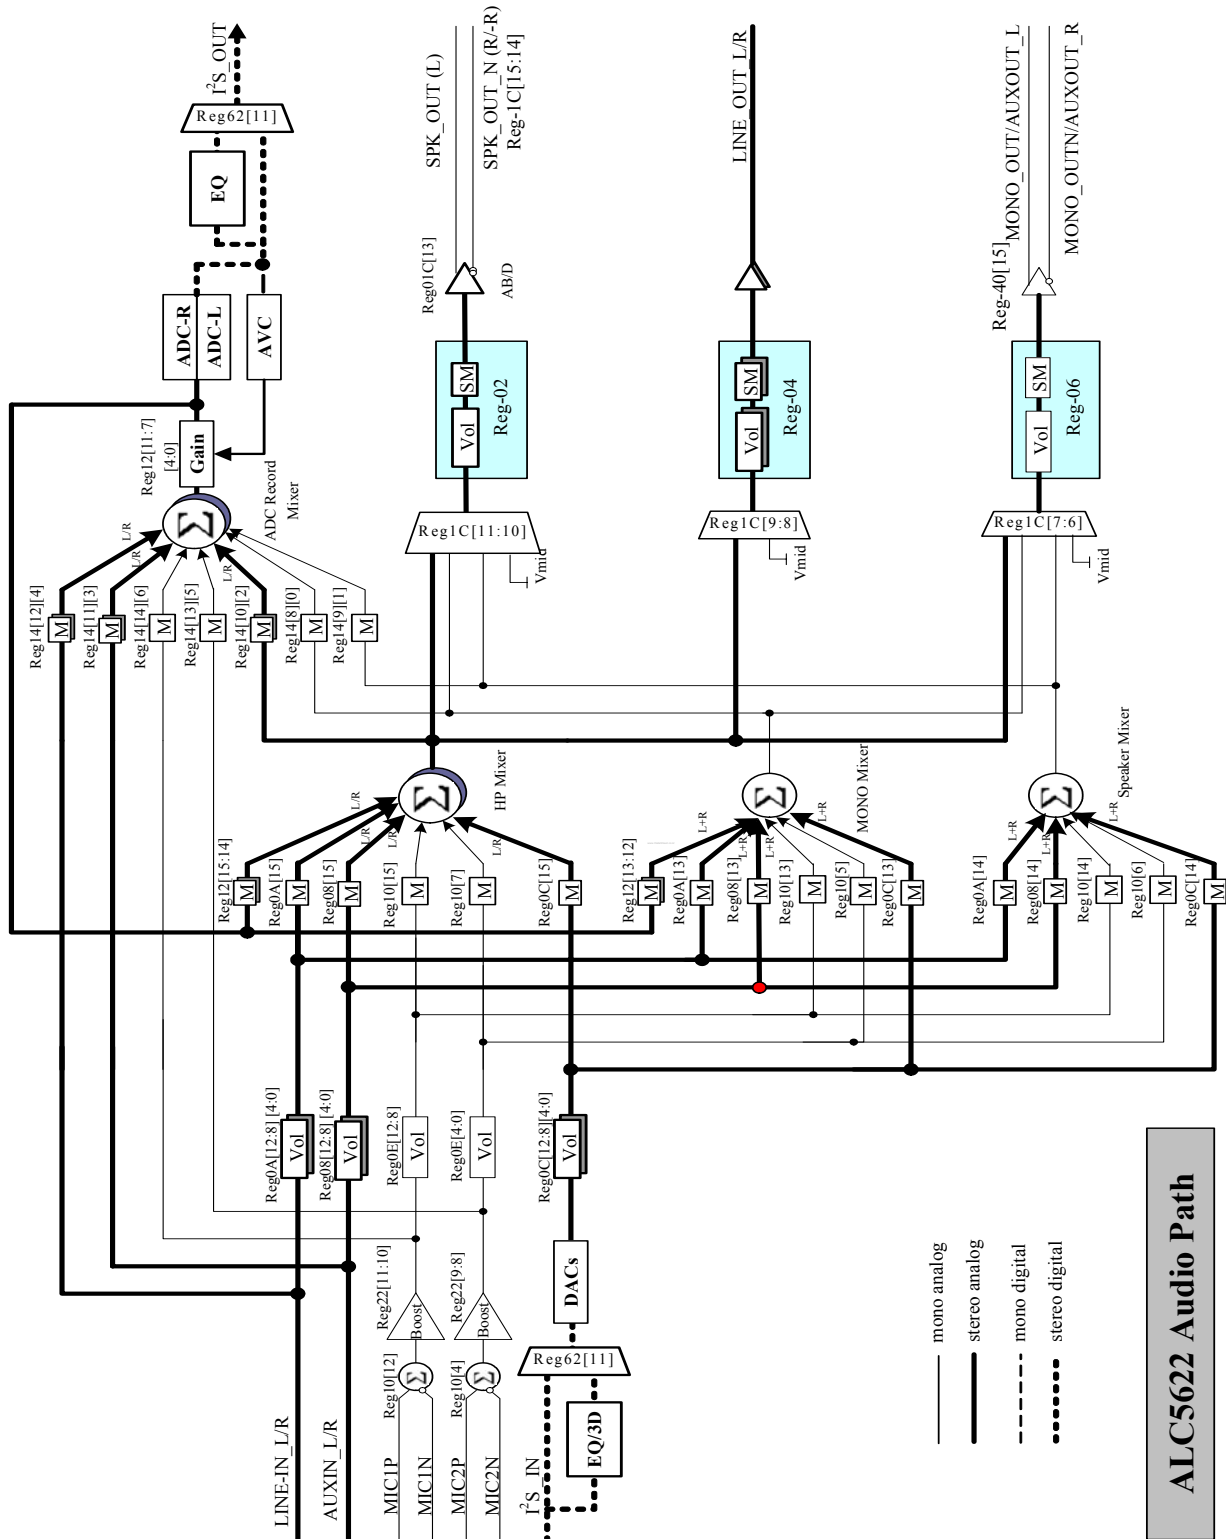 ALC5622 Audio Path
mono analog
stereo analog
mono digital
stereo digital
LINE-IN_L/R
AUXIN_L/R
MIC1P
MIC1N
MIC2P
MIC2N
I2S_IN
EQ/3D
Reg62[11]
DACs
Reg10[12]
Σ
Reg10[4]
Σ
Reg22[11:10]
Boost
Reg22[9:8]
Boost
Reg0A[12:8] [4:0]
Vol
Reg08[12:8] [4:0]
Vol
Reg0E[12:8]
Vol
Reg0E[4:0]
Vol
Reg0C[12:8][4:0]
Vol
Reg12[15:14]
M
Reg0A[15]
M
Reg08[15]
M
Reg10[15]
M
Reg10[7]
M
Reg0C[15]
M
L/R
L/R
L/R
L/R
Σ
HP Mixer
Reg12[13:12]
M
Reg0A[13]
M
Reg08[13]
M
Reg10[13]
M
Reg10[5]
M
Reg0C[13]
M
L+R
L+R
L+R
L+R
Σ
MONO Mixer
Reg0A[14]
M
Reg08[14]
M
Reg10[14]
M
Reg10[6]
M
Reg0C[14]
M
L+R
L+R
L+R
Σ
Speaker Mixer
Reg14[12][4]
M
Reg14[11][3]
M
Reg14[14][6]
M
Reg14[13][5]
M
Reg14[10][2]
M
Reg14[8][0]
M
Reg14[9][1]
M
L/R
L/R
L/R
Σ
ADC Record
Mixer
Reg12[11:7]
[4:0]
Gain
ADC-R
ADC-L
AVC
EQ
Reg62[11]
I2S_OUT
Reg1C[11:10]
Vmid
Vol
SM
Reg-02
Reg01C[13]
AB/D
SPK_OUT (L)
SPK_OUT_N (R/-R)
Reg-1C[15:14]
Reg1C[9:8]
Vmid
Vol
SM
Reg-04
LINE_OUT_L/R
Reg1C[7:6]
Vmid
Vol
SM
Reg-06
Reg-40[15]
MONO_OUT/AUXOUT_L
MONO_OUTN/AUXOUT_R